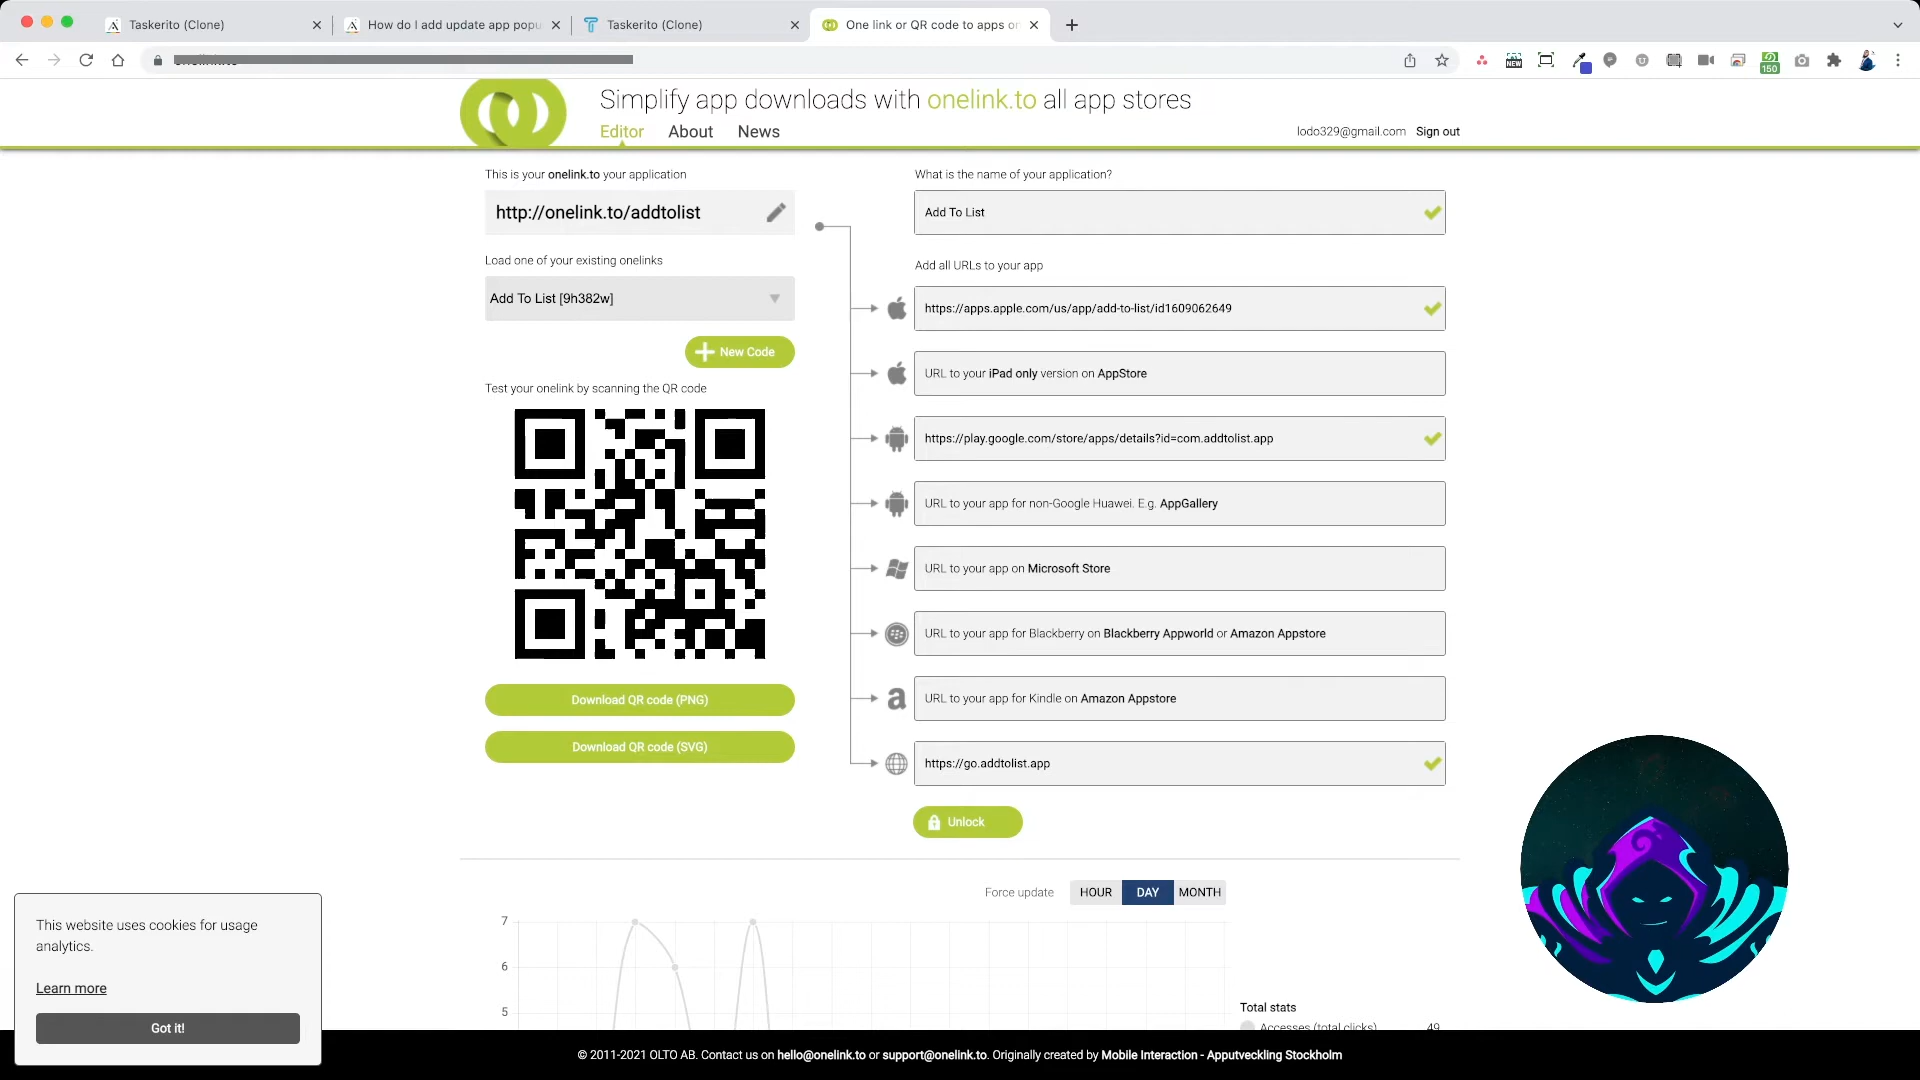 Taskerito (Clone)
How do I add update app popu
Taskerito (Clone)
One link or QR code to apps on
NEW
150
Simplify app downloads with onelink.to all app stores
Editor
About
News
lodo329@gmail.com
Sign out
This is your onelink.to your application
http://onelink.to/addtolist
Load one of your existing onelinks
Add To List [9h382w]
New Code
Test your onelink by scanning the QR code
Download QR code (PNG)
Download QR code (SVG)
What is the name of your application?
Add To List
Add all URLs to your app
https://apps.apple.com/us/app/add-to-list/id1609062649
URL to your iPad only version on AppStore
https://play.google.com/store/apps/details?id=com.addtolist.app
URL to your app for non-Google Huawei. E.g. AppGallery
URL to your app on Microsoft Store
URL to your app for Blackberry on Blackberry Appworld or Amazon Appstore
URL to your app for Kindle on Amazon Appstore
https://go.addtolist.app
Unlock
Force update
HOUR
DAY
MONTH
7
6
5
Total stats
Accesses (total clicks)
49
This website uses cookies for usage
analytics.
Learn more
Got it!
© 2011-2021 OLTO AB. Contact us on hello@onelink.to or support@onelink.to. Originally created by Mobile Interaction - Apputveckling Stockholm